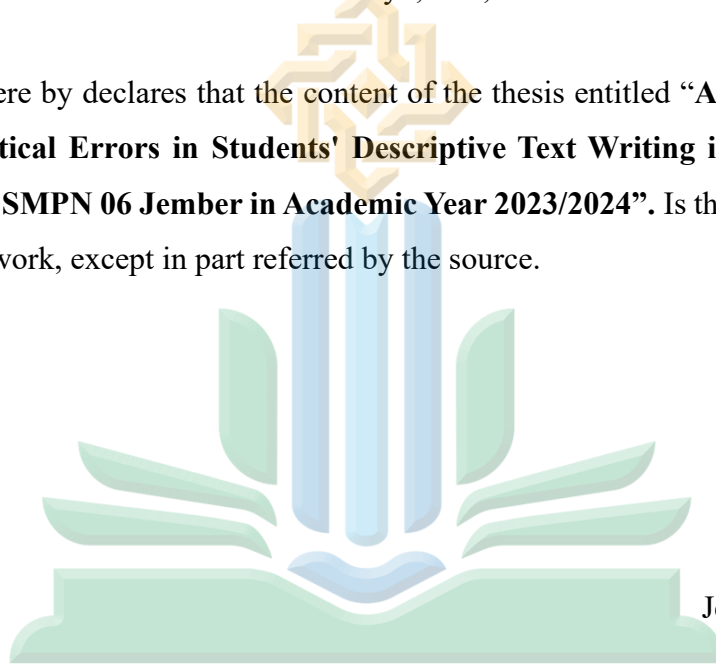 ere by declares that the content of the thesis entitled “A
tical Errors in Students' Descriptive Text Writing i
SMPN 06 Jember in Academic Year 2023/2024”. Is th
work, except in part referred by the source.
J